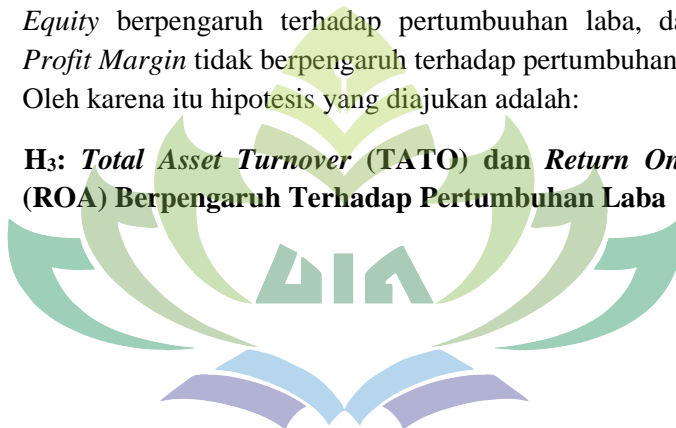 Equity berpengaruh terhadap pertumbuuhan laba, da
Profit Margin tidak berpengaruh terhadap pertumbuhan
Oleh karena itu hipotesis yang diajukan adalah:
H₃: Total Asset Turnover (TATO) dan Return On
(ROA) Berpengaruh Terhadap Pertumbuhan Laba
UIN